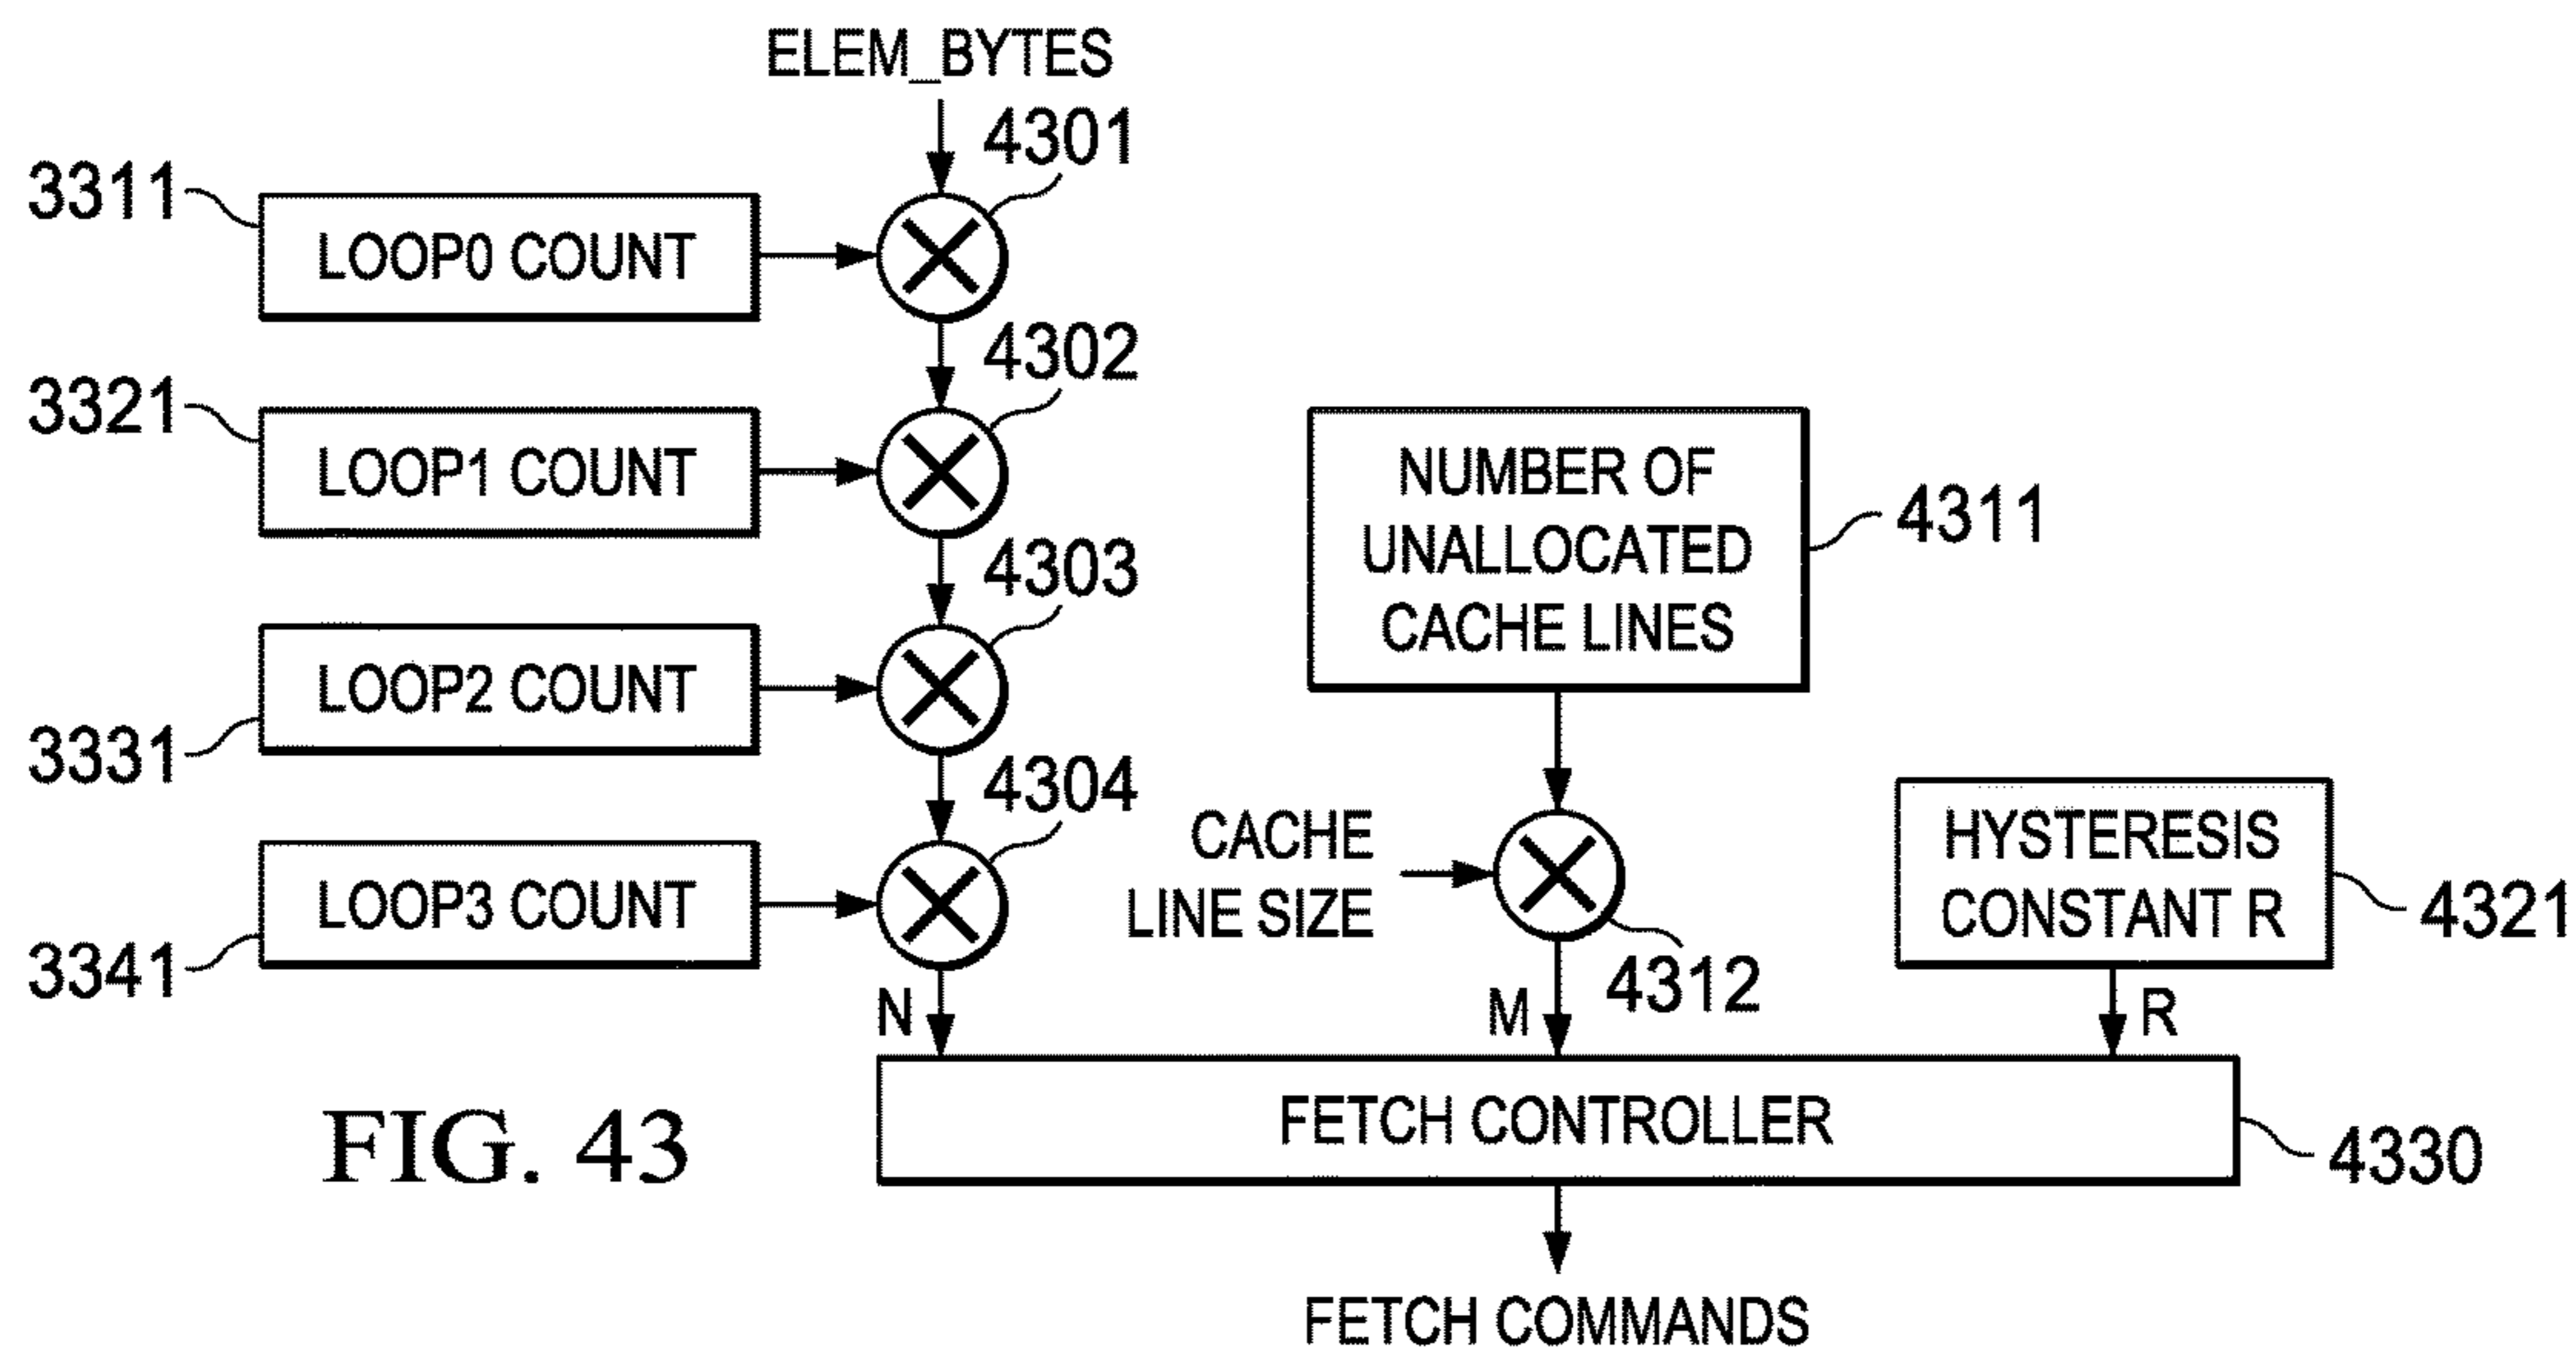 ELEM_BYTES
4301
3311
LOOP0 COUNT
4302
3321
LOOP1 COUNT
4303
LOOP2 COUNT
3331
4304
LOOP3 COUNT
3341
N
NUMBER OF
UNALLOCATED
CACHE LINES
4311
CACHE
LINE SIZE
4312
M
HYSTERESIS
CONSTANT R
4321
R
FETCH CONTROLLER
4330
FETCH COMMANDS
FIG. 43